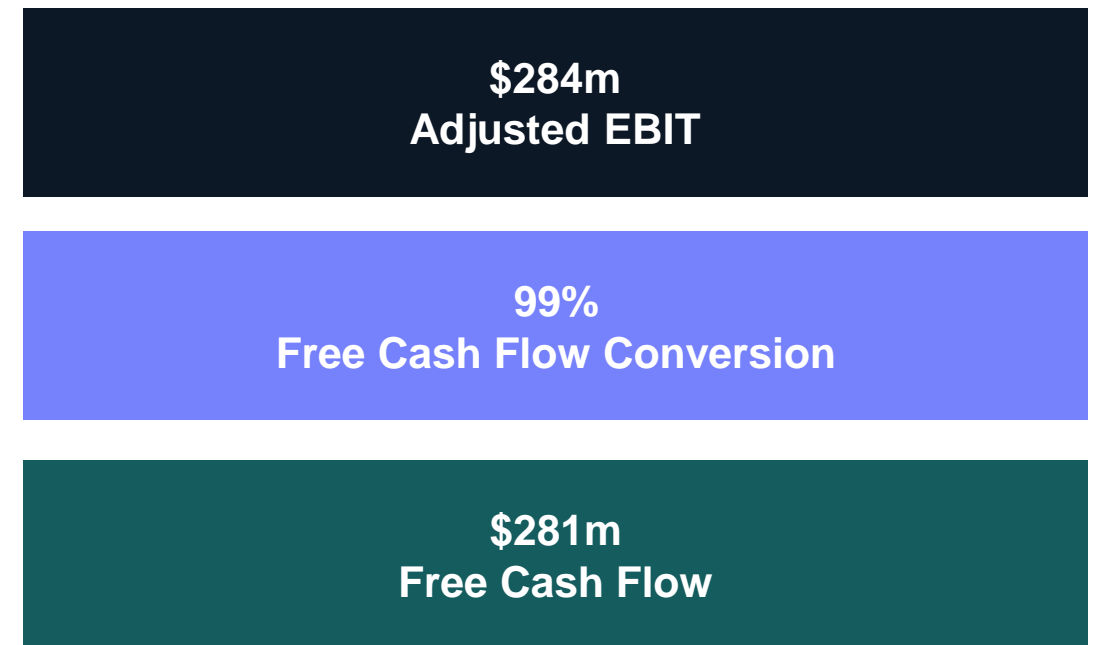 $284m
Adjusted EBIT
99%
Free Cash Flow Conversion
$281m
Free Cash Flow